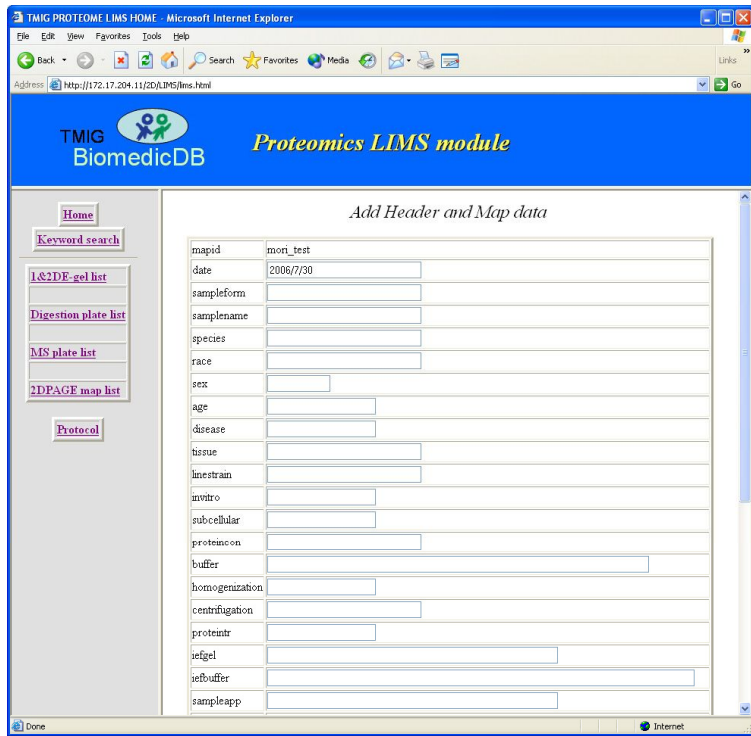 TMIG PROTEOME LIMS HOME - Microsoft Internet Explorer
File Edit View Favorites Tools Help
Back Search Favorites Media Links »
Address http://172.17.204.11/2D/LIMS/lims.html Go
TMIG
BiomedicDB
Proteomics LIMS module
Home
Keyword search
1&2DE-gel list
Digestion plate list
MS plate list
2DPAGE map list
Protocol
Add Header and Map data
mapid mori_test
date 2006/7/30
sampleform
samplename
species
race
sex
age
disease
tissue
linestrain
invitro
subcellular
proteincon
buffer
homogenization
centrifugation
proteintr
iefgel
iefbuffer
sampleapp
Done Internet